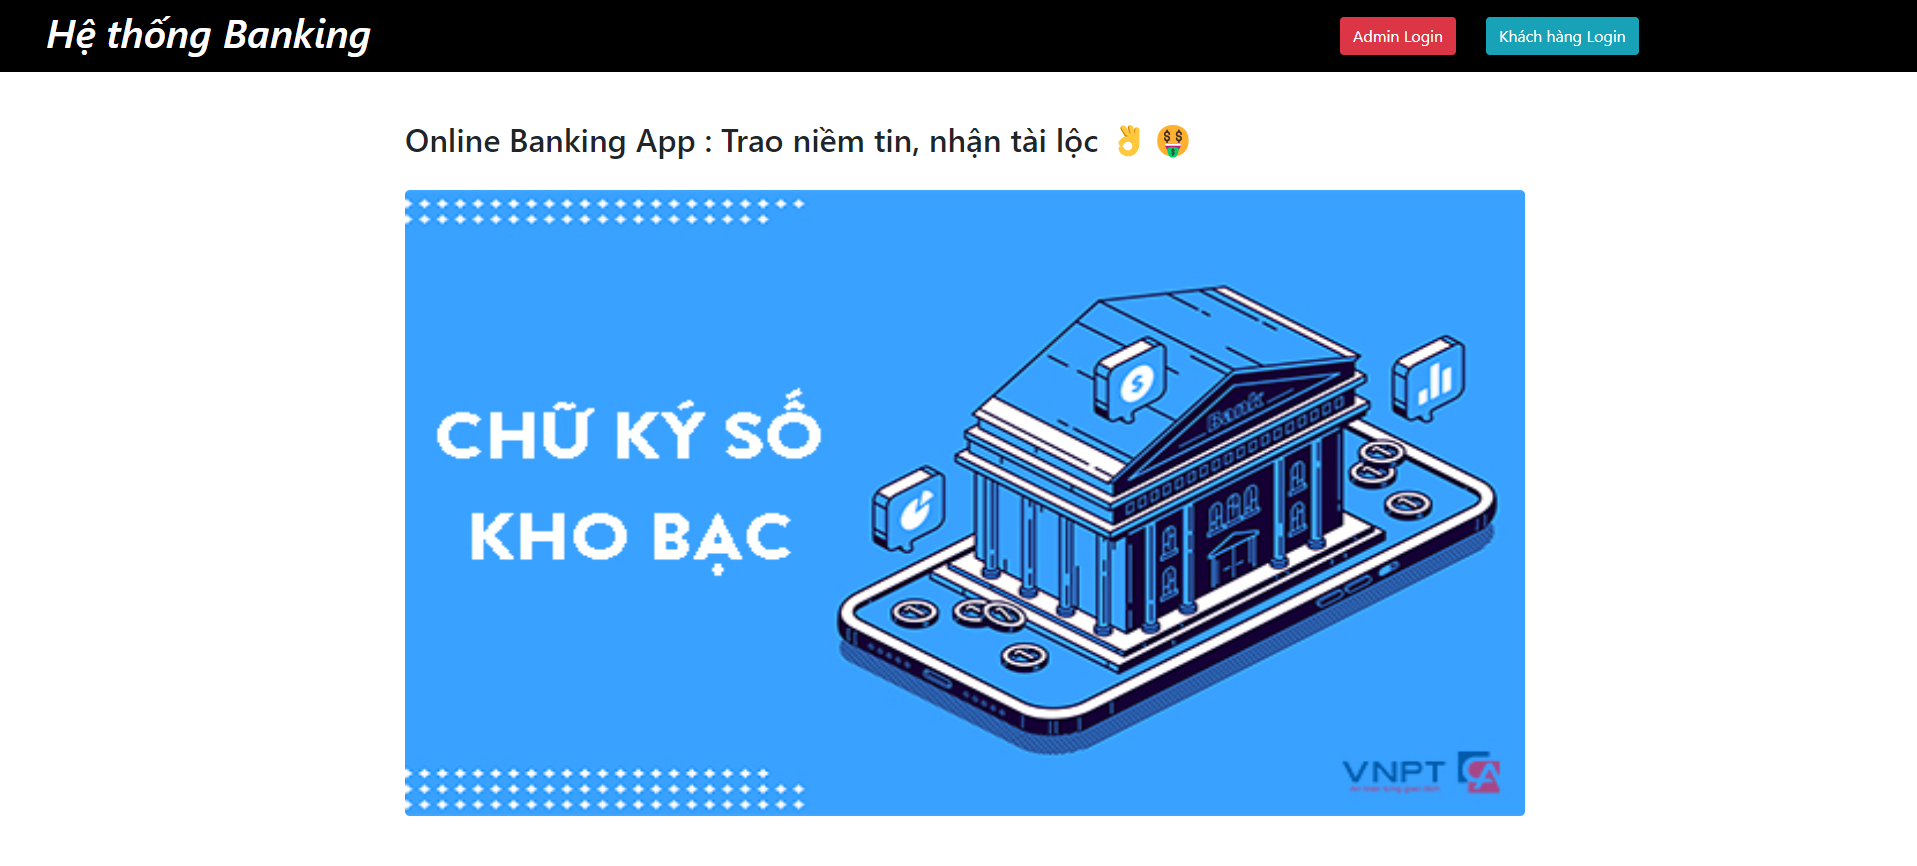 Hệ thống Banking
Admin Login
Khách hàng Login
Online Banking App : Trao niềm tin, nhận tài lộc 👌 🤑
CHỮ KÝ SỐ
KHO BẠC
Bank
VNPT CA